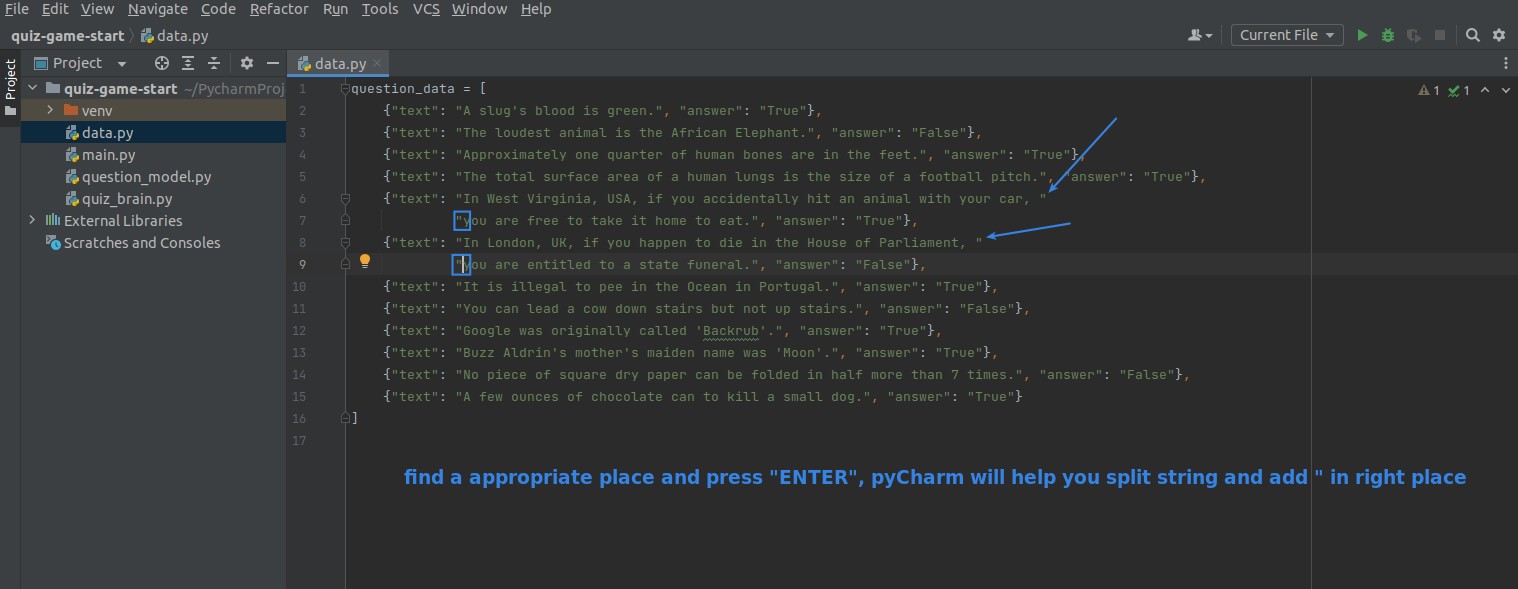 File Edit View Navigate Code Refactor Run Tools VCS Window Help
quiz-game-start data.py Current File
Project Project data.py
quiz-game-start ~/PycharmProj
venv
data.py
main.py
question_model.py
quiz_brain.py
External Libraries
Scratches and Consoles
1 question_data = [ 1 1
2 {"text": "A slug's blood is green.", "answer": "True"},
3 {"text": "The loudest animal is the African Elephant.", "answer": "False"},
4 {"text": "Approximately one quarter of human bones are in the feet.", "answer": "True"},
5 {"text": "The total surface area of a human lungs is the size of a football pitch.", "answer": "True"},
6 {"text": "In West Virginia, USA, if you accidentally hit an animal with your car, "
7 "you are free to take it home to eat.", "answer": "True"},
8 {"text": "In London, UK, if you happen to die in the House of Parliament, "
9 "you are entitled to a state funeral.", "answer": "False"},
10 {"text": "It is illegal to pee in the Ocean in Portugal.", "answer": "True"},
11 {"text": "You can lead a cow down stairs but not up stairs.", "answer": "False"},
12 {"text": "Google was originally called 'Backrub'.", "answer": "True"},
13 {"text": "Buzz Aldrin's mother's maiden name was 'Moon'.", "answer": "True"},
14 {"text": "No piece of square dry paper can be folded in half more than 7 times.", "answer": "False"},
15 {"text": "A few ounces of chocolate can to kill a small dog.", "answer": "True"}
16 ]
17
find a appropriate place and press "ENTER", pyCharm will help you split string and add " in right place